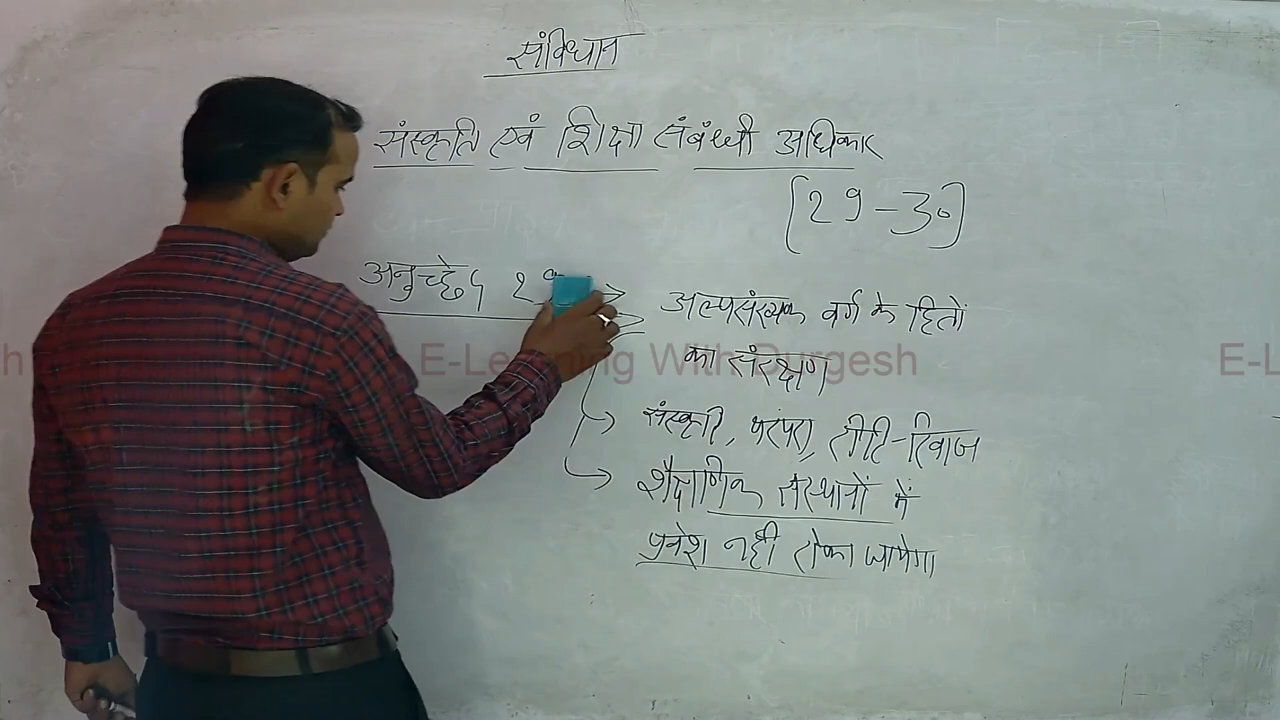 संविधान
संस्कृति एवं शिक्षा संबंधी अधिकार
[29-30]
अनुच्छेद 29
अल्पसंख्यक वर्ग के हितों
का संरक्षण
E-Learning With Durgesh
E-L
संस्कृति, परंपरा, रीति-रिवाज
शैक्षणिक संस्थानों में
प्रवेश नही रोका जायेगा